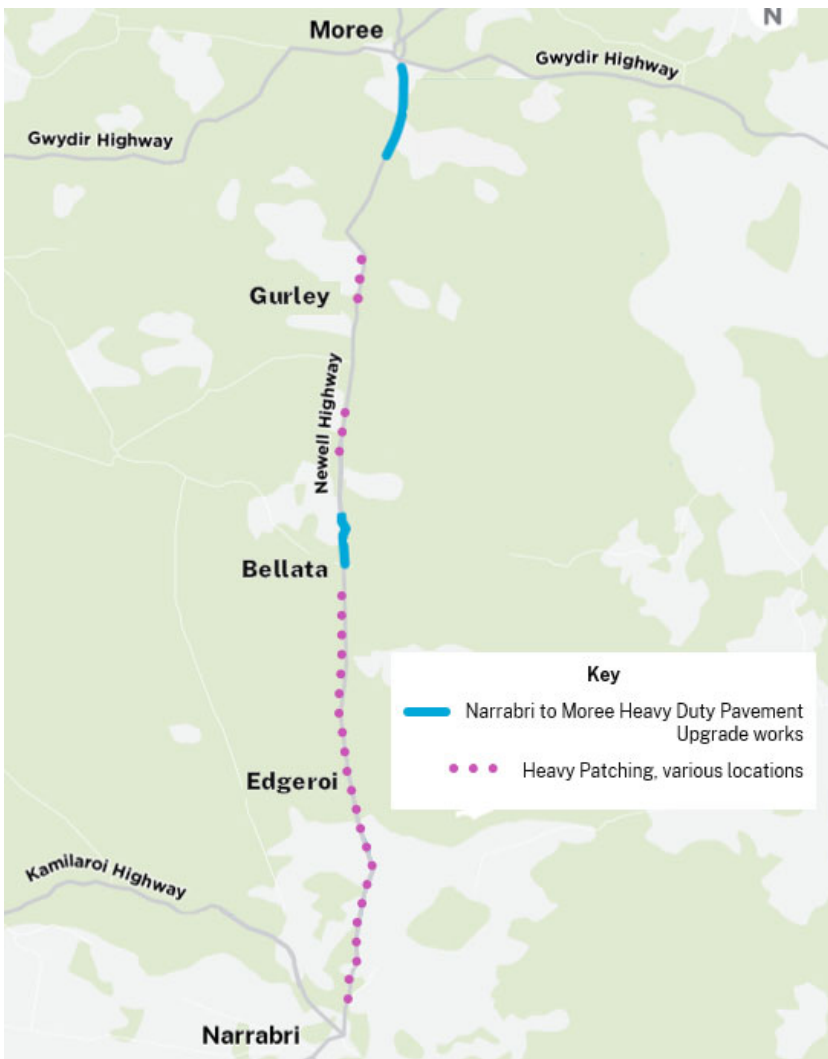 N
Moree
Gwydir Highway
Gwydir Highway
Gurley
Newell Highway
Bellata
Key
Narrabri to Moree Heavy Duty Pavement
Upgrade works
Heavy Patching, various locations
Edgeroi
Kamilaroi Highway
Narrabri